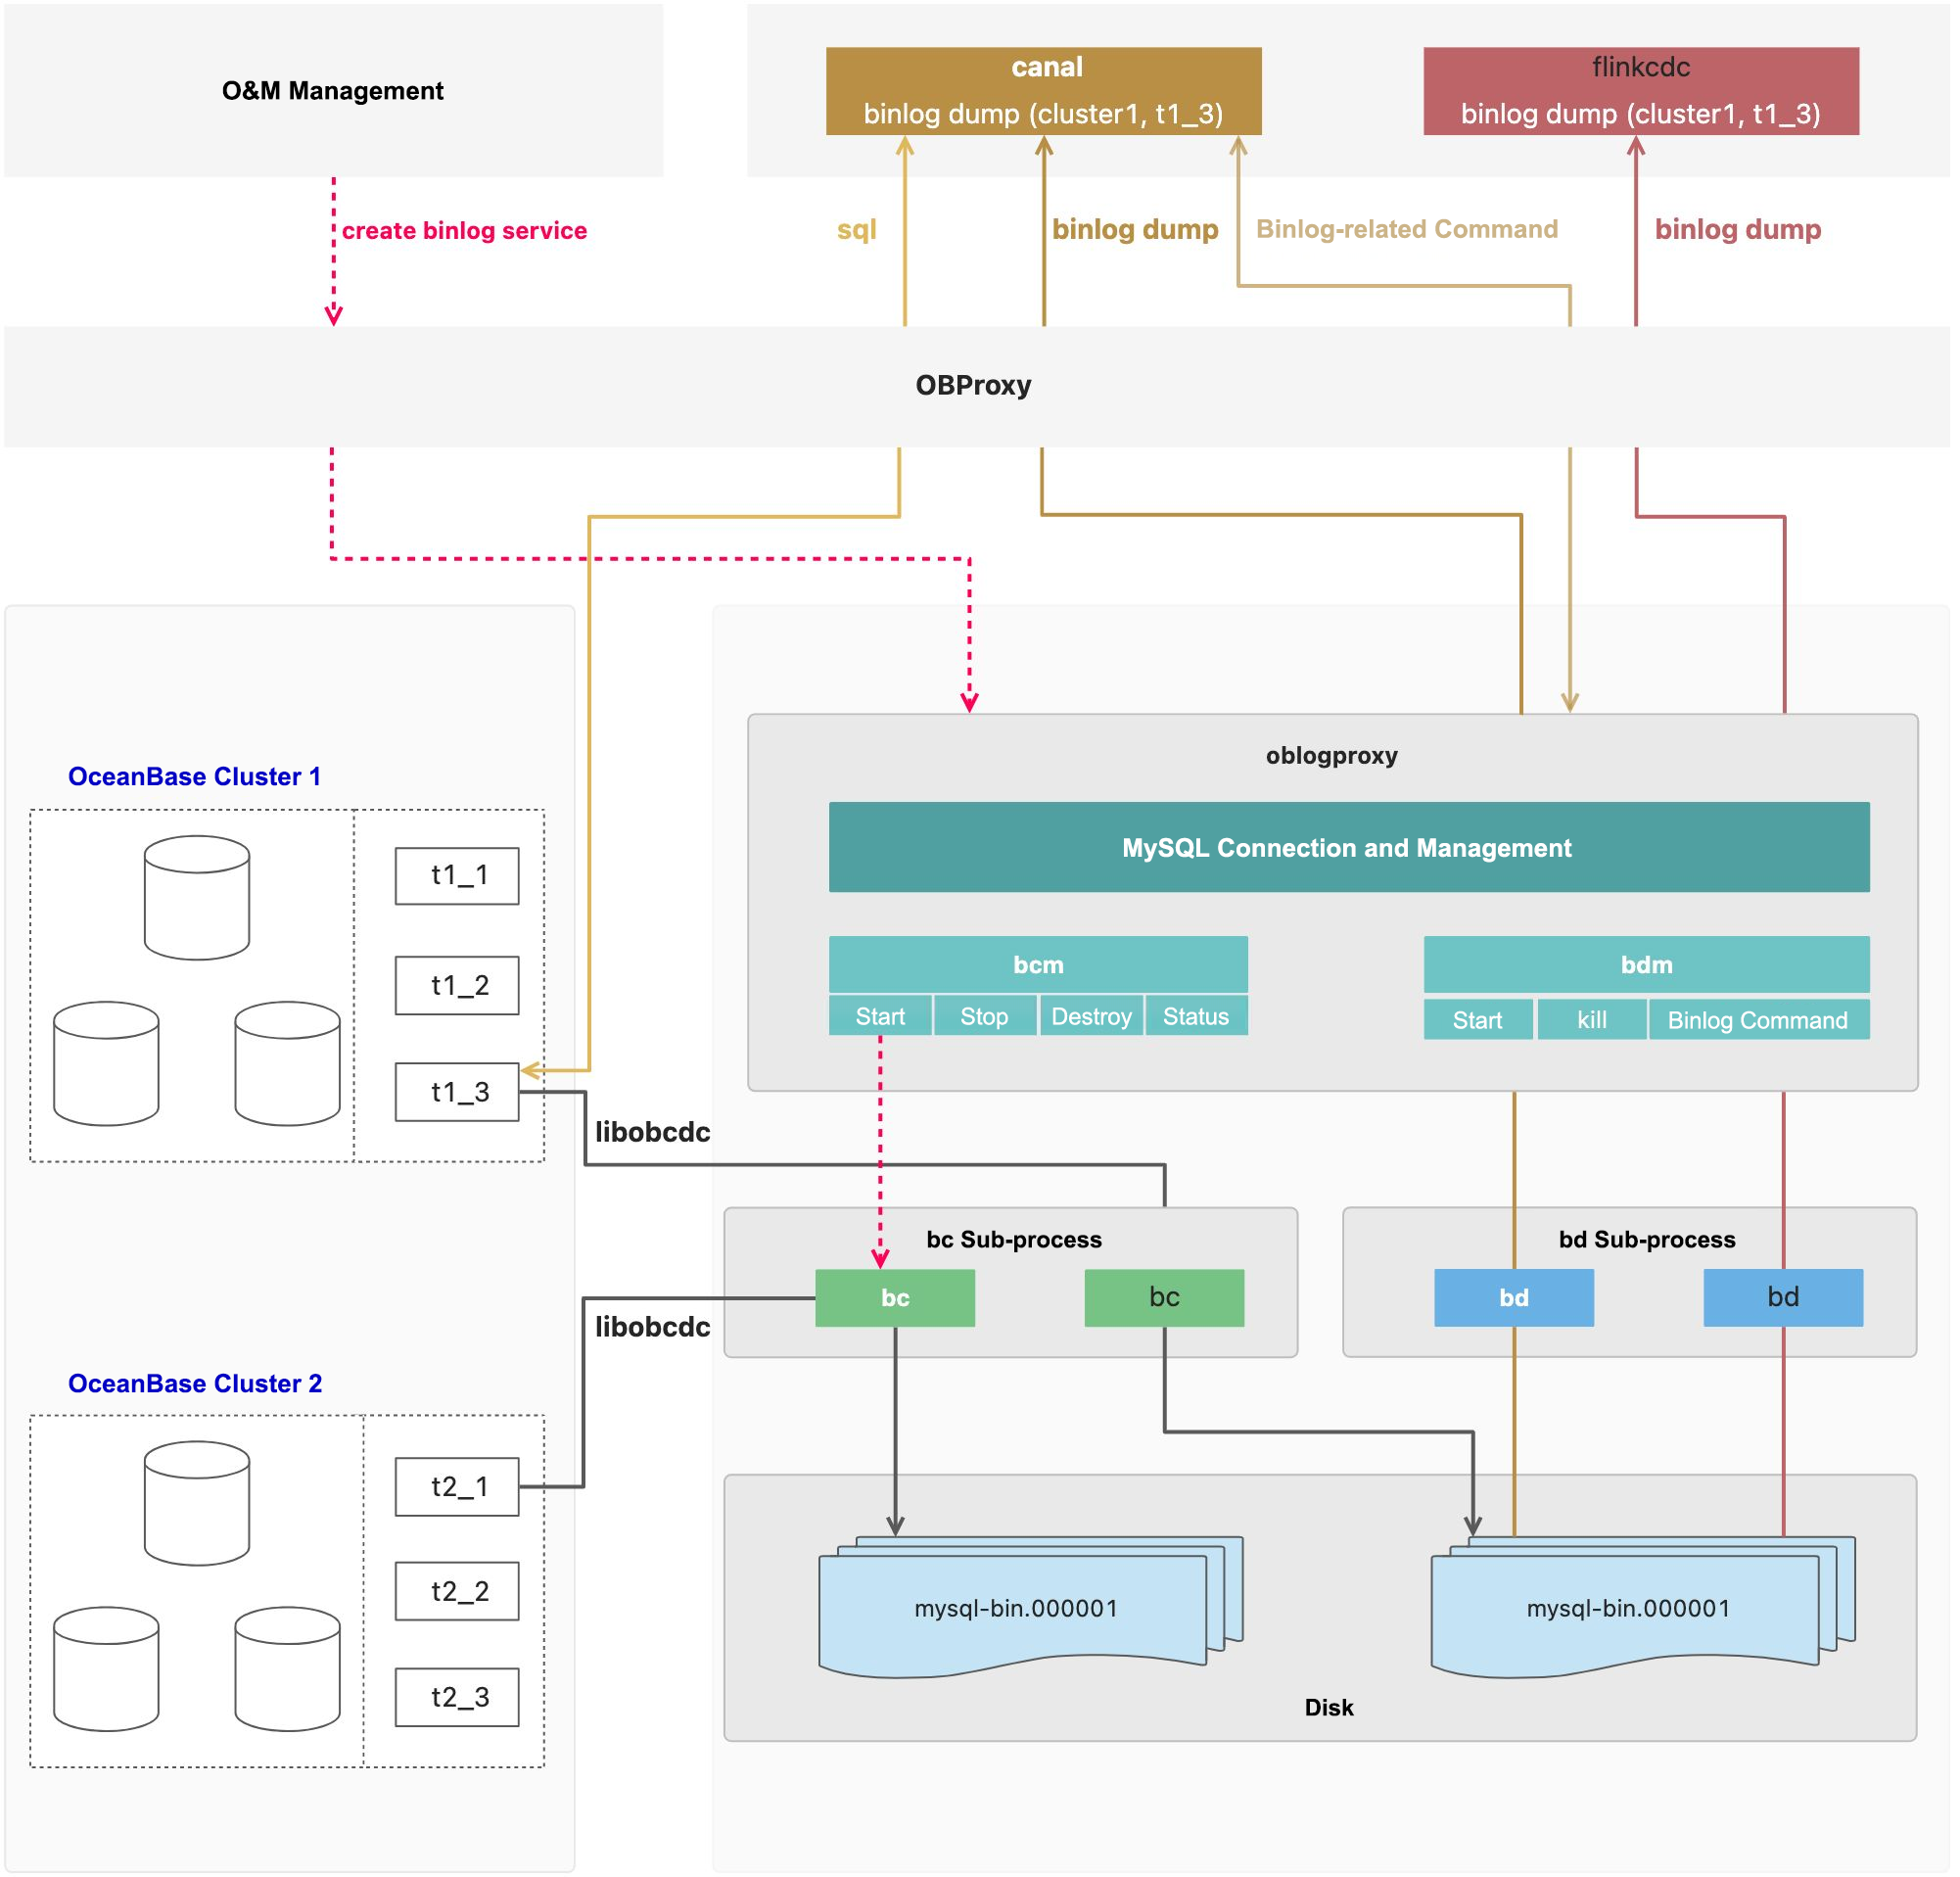 O&M Management
canal
binlog dump (cluster1, t1_3)
flinkcdc
binlog dump (cluster1, t1_3)
create binlog service
sql
binlog dump
Binlog-related Command
binlog dump
OBProxy
OceanBase Cluster 1
t1_1
t1_2
t1_3
libobcdc
oblogproxy
MySQL Connection and Management
bcm
Start
Stop
Destroy
Status
bdm
Start
kill
Binlog Command
bc Sub-process
bc
bc
bd Sub-process
bd
bd
libobcdc
OceanBase Cluster 2
t2_1
t2_2
t2_3
mysql-bin.000001
mysql-bin.000001
Disk